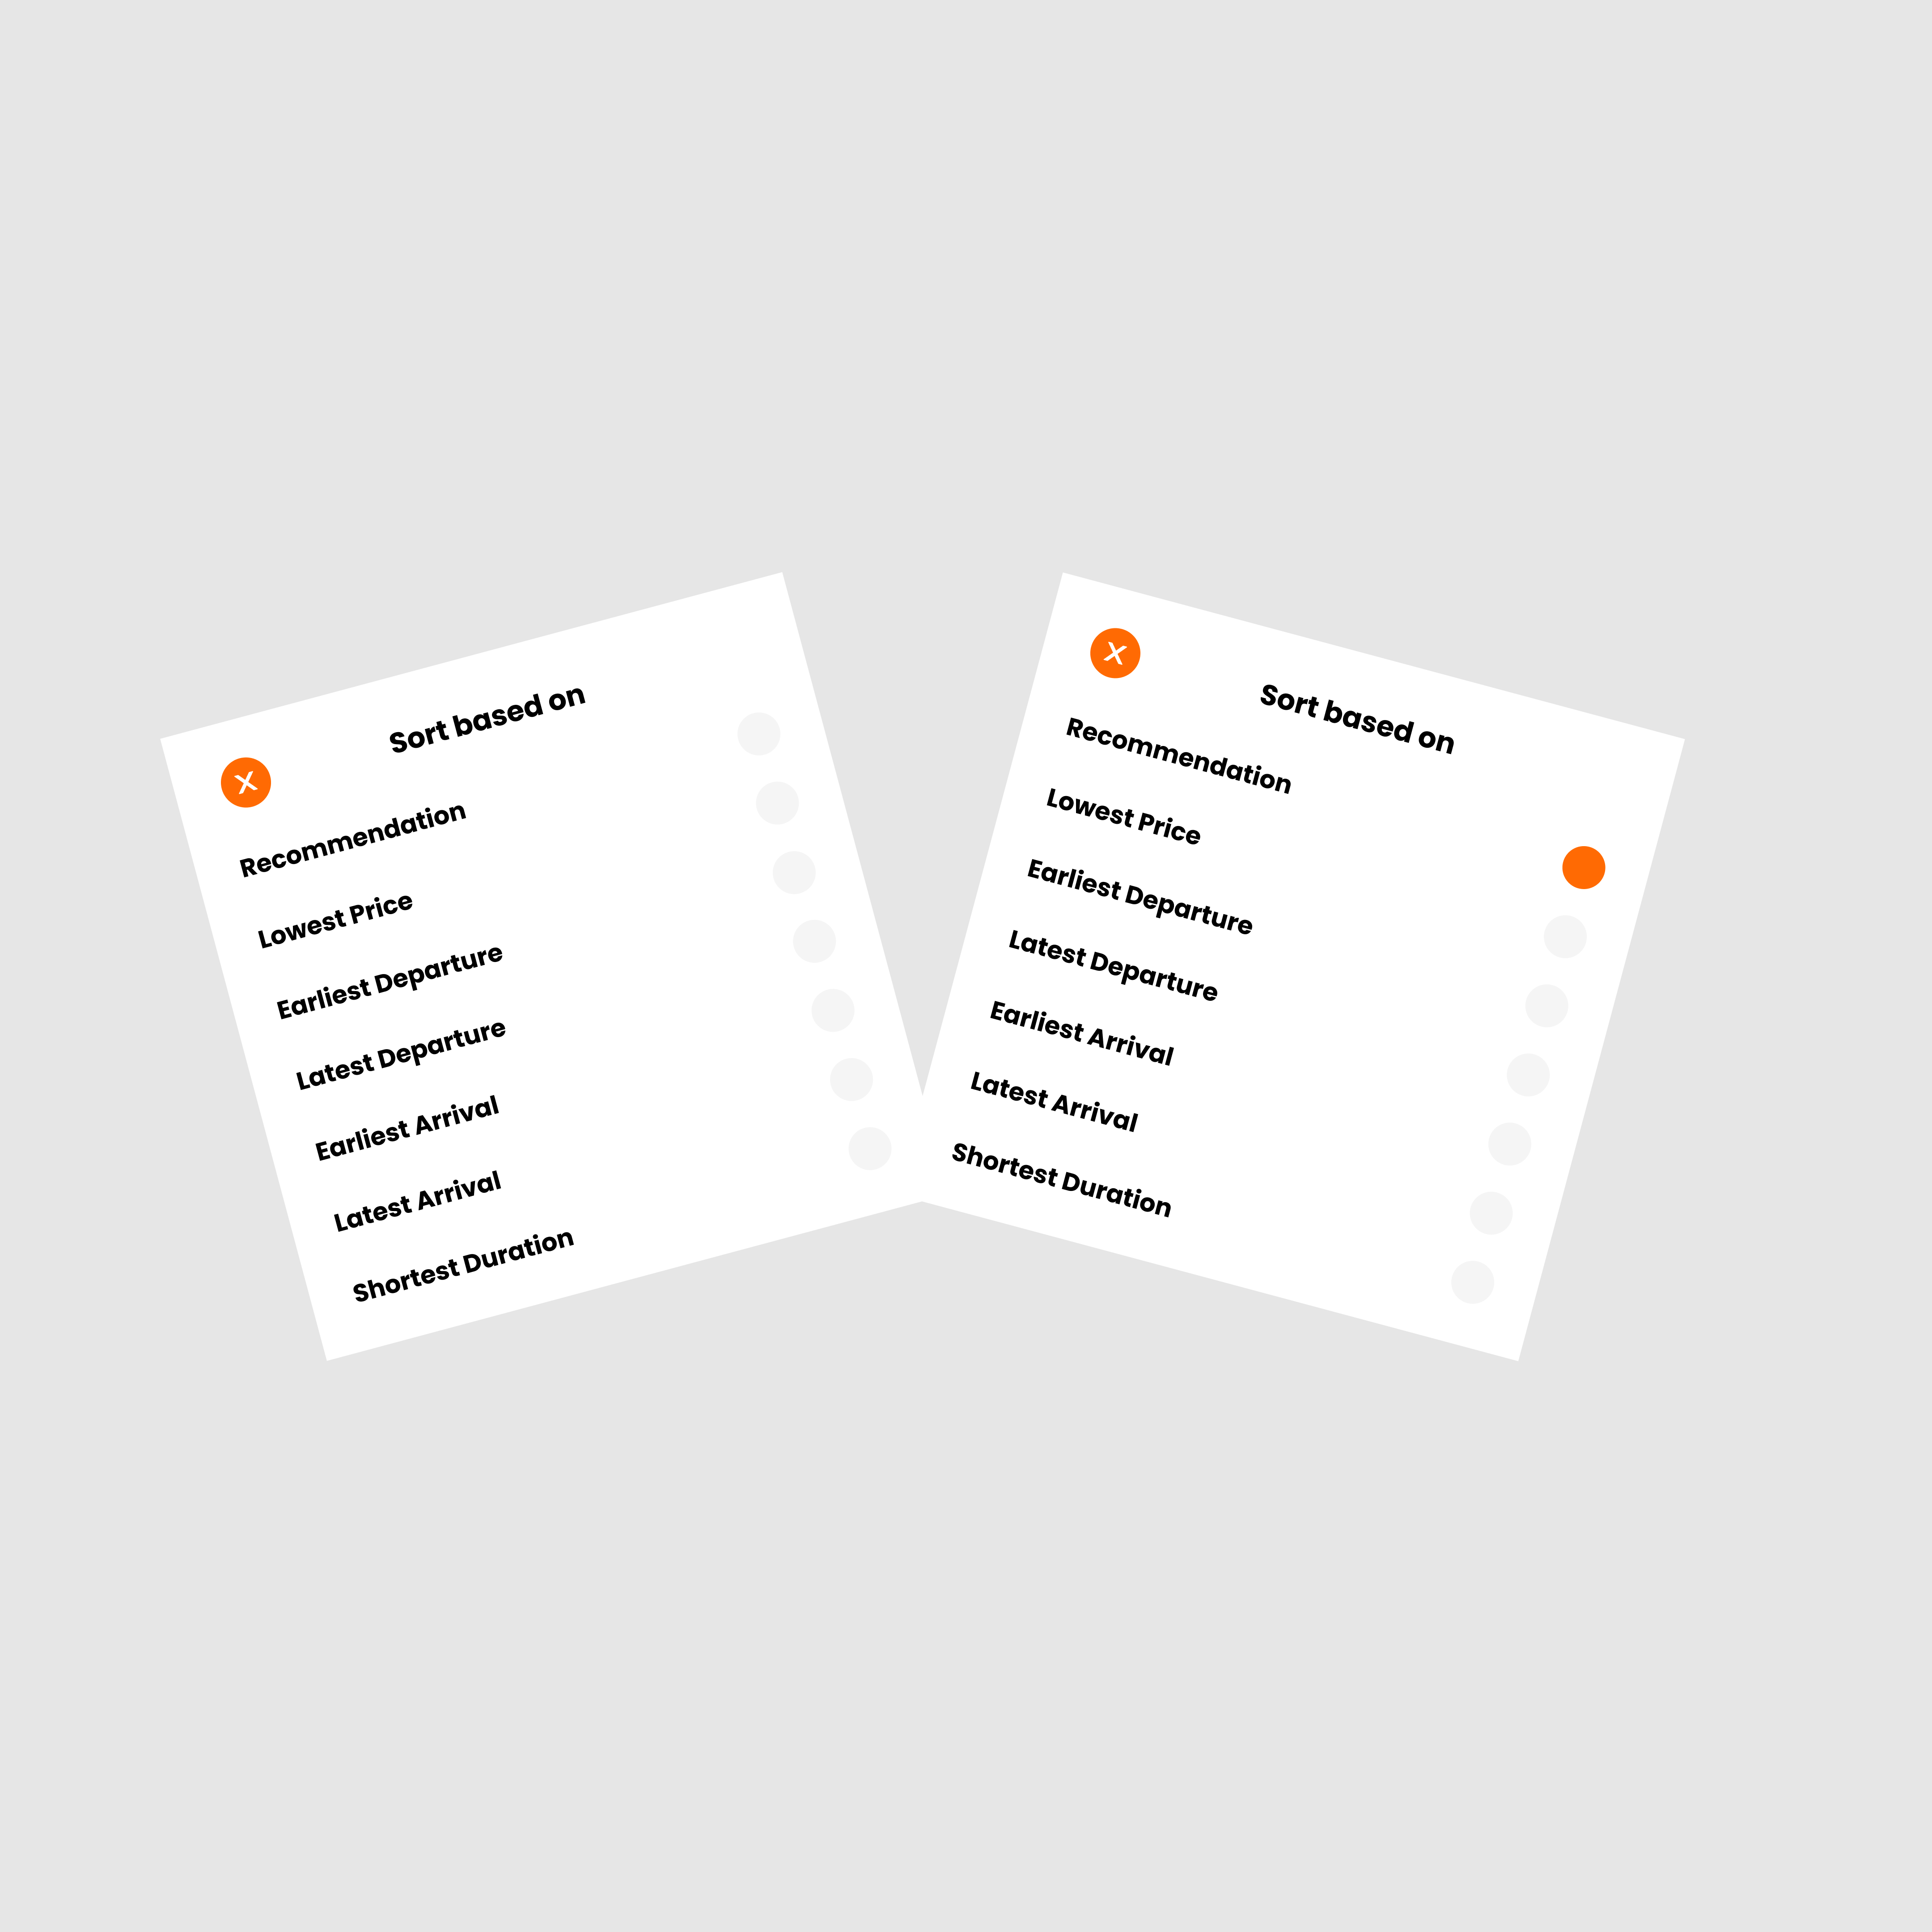 Sort based on
X
Recommendation
Lowest Price
Earliest Departure
Latest Departure
Earliest Arrival
Latest Arrival
Shortest Duration
X
Sort based on
Recommendation
Lowest Price
Earliest Departure
Latest Departure
Earliest Arrival
Latest Arrival
Shortest Duration